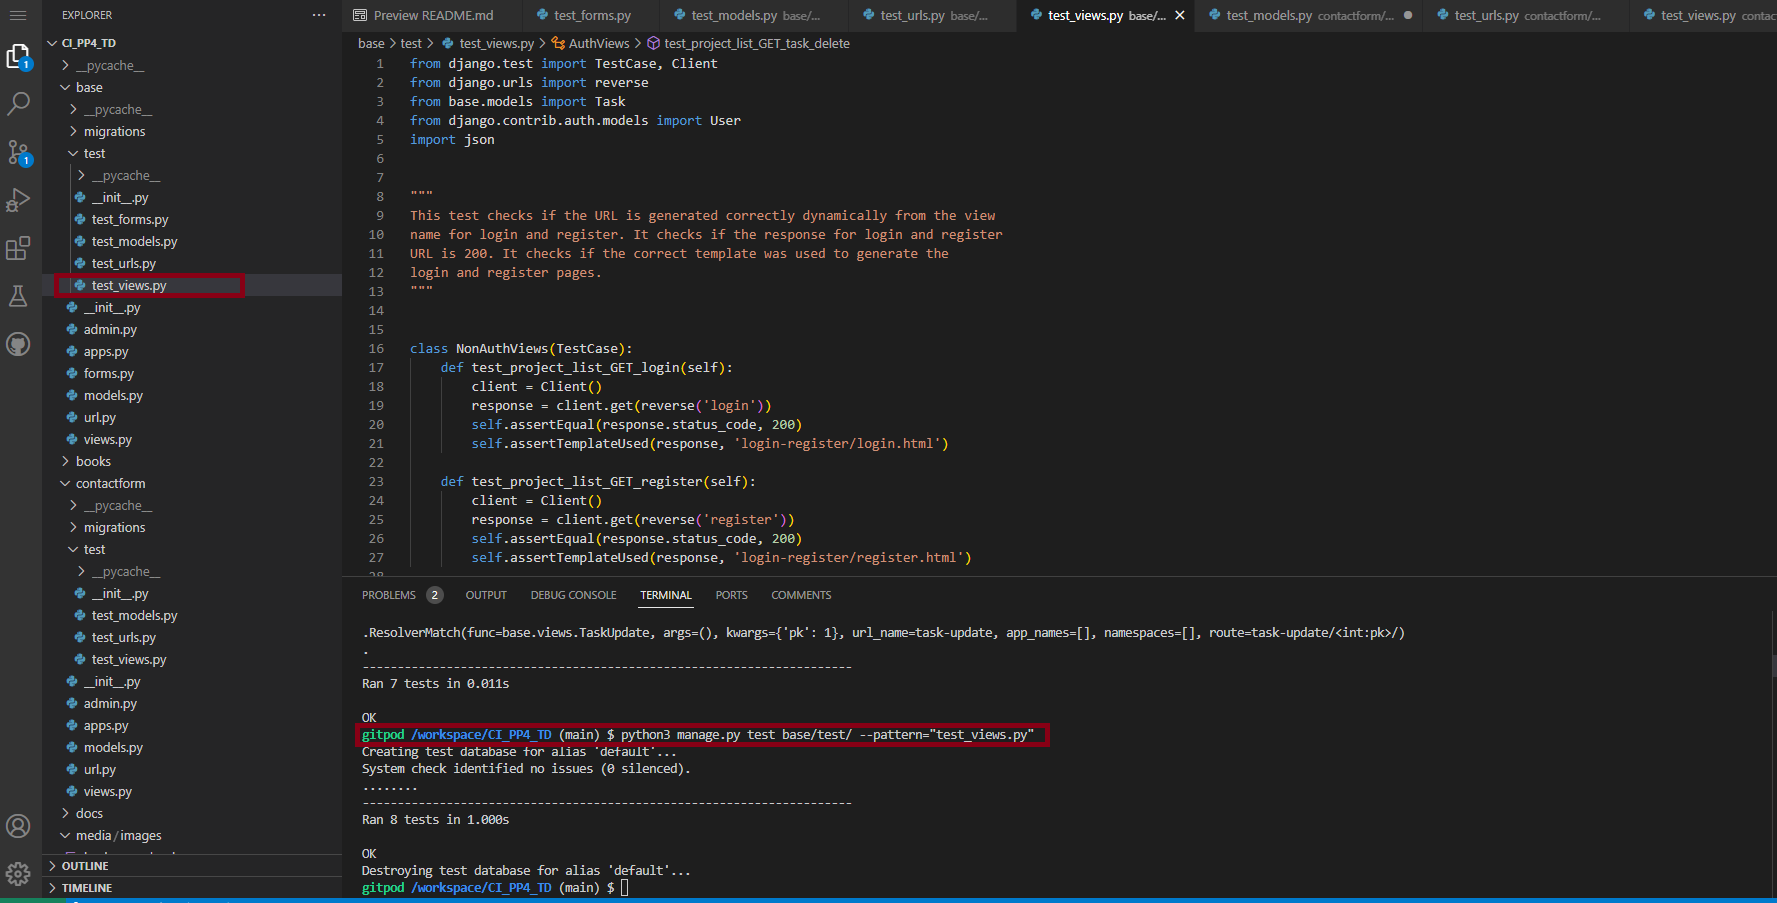 EXPLORER
CI_PP4_TD
__pycache__
base
__pycache__
migrations
test
__pycache__
__init__.py
test_forms.py
test_models.py
test_urls.py
test_views.py
__init__.py
admin.py
apps.py
forms.py
models.py
url.py
views.py
books
contactform
__pycache__
migrations
test
__pycache__
__init__.py
test_models.py
test_urls.py
test_views.py
__init__.py
admin.py
apps.py
models.py
url.py
views.py
docs
media/images
OUTLINE
TIMELINE
1
1
Preview README.md
test_forms.py
test_models.py base/...
test_urls.py base/...
test_views.py base/...
test_models.py contactform/...
test_urls.py contactform/...
test_views.py contac
base > test > test_views.py > AuthViews > test_project_list_GET_task_delete
1 from django.test import TestCase, Client
2 from django.urls import reverse
3 from base.models import Task
4 from django.contrib.auth.models import User
5 import json
6
7
8 """
9 This test checks if the URL is generated correctly dynamically from the view
10 name for login and register. It checks if the response for login and register
11 URL is 200. It checks if the correct template was used to generate the
12 login and register pages.
13 """
14
15
16 class NonAuthViews(TestCase):
17 def test_project_list_GET_login(self):
18 client = Client()
19 response = client.get(reverse('login'))
20 self.assertEqual(response.status_code, 200)
21 self.assertTemplateUsed(response, 'login-register/login.html')
22
23 def test_project_list_GET_register(self):
24 client = Client()
25 response = client.get(reverse('register'))
26 self.assertEqual(response.status_code, 200)
27 self.assertTemplateUsed(response, 'login-register/register.html')
28
PROBLEMS 2 OUTPUT DEBUG CONSOLE TERMINAL PORTS COMMENTS
.ResolverMatch(func=base.views.TaskUpdate, args=(), kwargs={'pk': 1}, url_name=task-update, app_names=[], namespaces=[], route=task-update/<int:pk>/)
.
----------------------------------------------------------------------
Ran 7 tests in 0.011s
OK
gitpod /workspace/CI_PP4_TD (main) $ python3 manage.py test base/test/ --pattern="test_views.py"
Creating test database for alias 'default'...
System check identified no issues (0 silenced).
........
----------------------------------------------------------------------
Ran 8 tests in 1.000s
OK
Destroying test database for alias 'default'...
gitpod /workspace/CI_PP4_TD (main) $